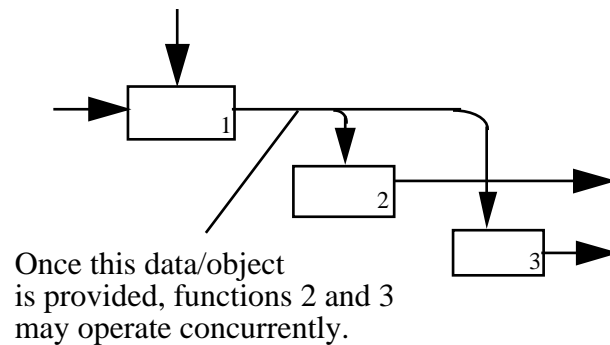 1
2
3
Once this data/object
is provided, functions 2 and 3
may operate concurrently.